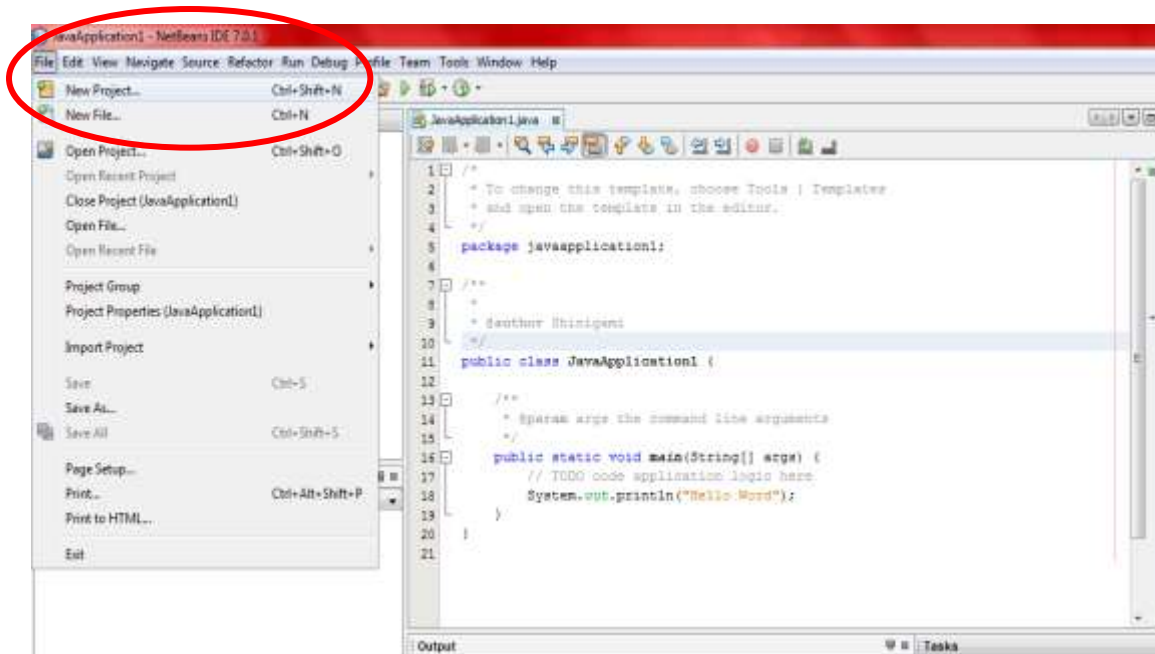 JavaApplication1 - NetBeans IDE 7.0.1
File Edit View Navigate Source Refactor Run Debug Profile Team Tools Window Help
New Project... Ctrl+Shift+N
New File... Ctrl+N
Open Project... Ctrl+Shift+O
Open Recent Project
Close Project (JavaApplication1)
Open File...
Open Recent File
Project Group
Project Properties (JavaApplication1)
Import Project
Save Ctrl+S
Save As...
Save All Ctrl+Shift+S
Page Setup...
Print... Ctrl+Alt+Shift+P
Print to HTML...
Exit
JavaApplication1.java
1 /*
2 * To change this template, choose Tools | Templates
3 * and open the template in the editor.
4 */
5 package javaapplication1;
6
7 /**
8 *
9 * @author Shinigami
10 */
11 public class JavaApplication1 {
12
13 /**
14 * @param args the command line arguments
15 */
16 public static void main(String[] args) {
17 // TODO code application logic here
18 System.out.println("Hello Word");
19 }
20 }
21
Output
Tasks